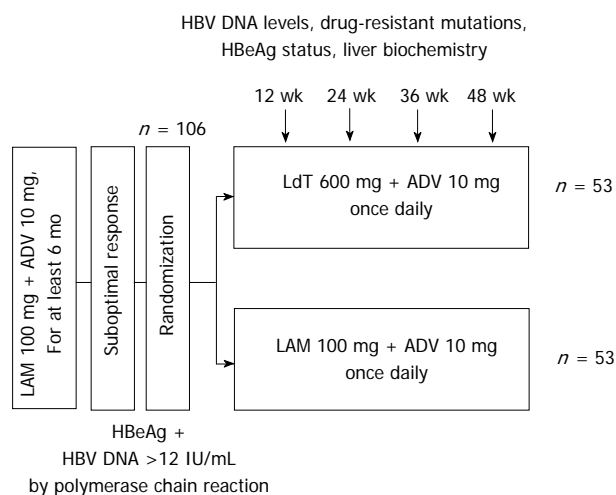 HBV DNA levels, drug-resistant mutations,
HBeAg status, liver biochemistry
12 wk
24 wk
36 wk
48 wk
n = 106
LAM 100 mg + ADV 10 mg,
For at least 6 mo
Suboptimal response
Randomization
LdT 600 mg + ADV 10 mg
once daily
n = 53
LAM 100 mg + ADV 10 mg
once daily
n = 53
HBeAg +
HBV DNA >12 IU/mL
by polymerase chain reaction